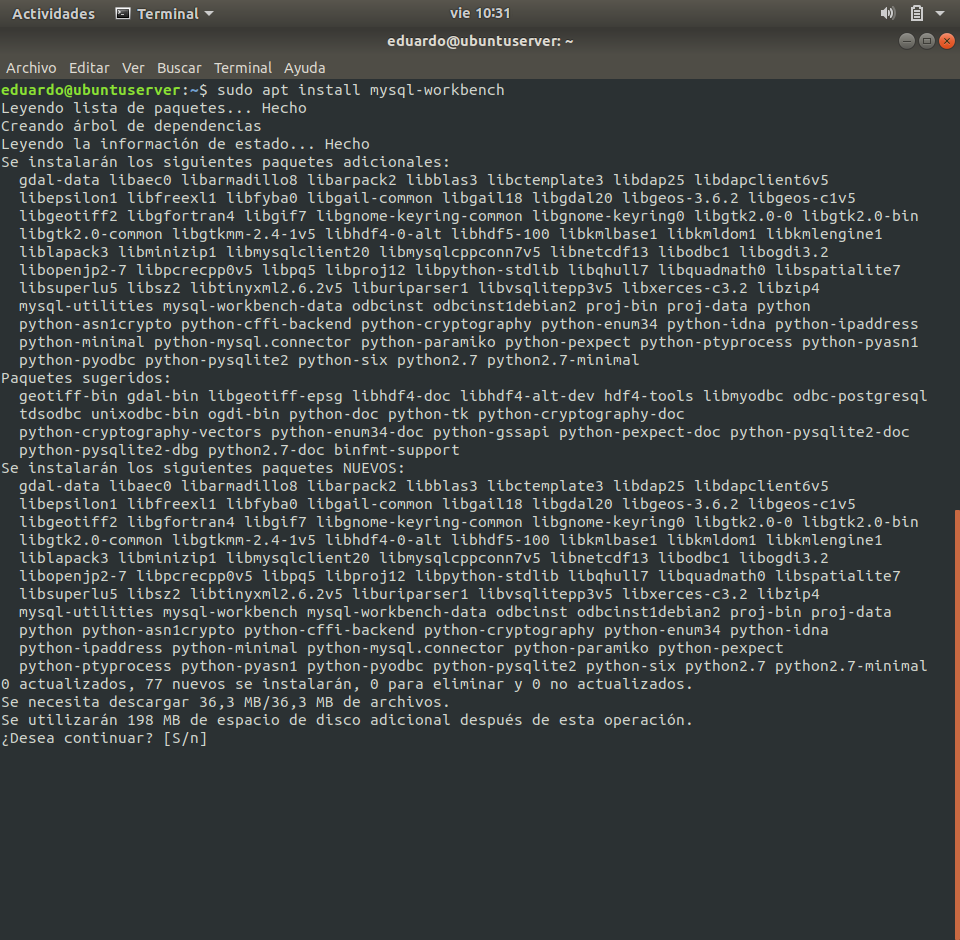 Actividades Terminal vie 10:31
eduardo@ubuntuserver: ~
Archivo Editar Ver Buscar Terminal Ayuda
eduardo@ubuntuserver:~$ sudo apt install mysql-workbench
Leyendo lista de paquetes... Hecho
Creando árbol de dependencias
Leyendo la información de estado... Hecho
Se instalarán los siguientes paquetes adicionales:
  gdal-data libaec0 libarmadillo8 libarpack2 libblas3 libctemplate3 libdap25 libdapclient6v5
  libepsilon1 libfreexl1 libfyba0 libgail-common libgail18 libgdal20 libgeos-3.6.2 libgeos-c1v5
  libgeotiff2 libgfortran4 libgif7 libgnome-keyring-common libgnome-keyring0 libgtk2.0-0 libgtk2.0-bin
  libgtk2.0-common libgtkmm-2.4-1v5 libhdf4-0-alt libhdf5-100 libkmlbase1 libkmldom1 libkmlengine1
  liblapack3 libminizip1 libmysqlclient20 libmysqlcppconn7v5 libnetcdf13 libodbc1 libogdi3.2
  libopenjp2-7 libpcrecpp0v5 libpq5 libproj12 libpython-stdlib libqhull7 libquadmath0 libspatialite7
  libsuperlu5 libsz2 libtinyxml2.6.2v5 liburiparser1 libvsqlitepp3v5 libxerces-c3.2 libzip4
  mysql-utilities mysql-workbench-data odbcinst odbcinst1debian2 proj-bin proj-data python
  python-asn1crypto python-cffi-backend python-cryptography python-enum34 python-idna python-ipaddress
  python-minimal python-mysql.connector python-paramiko python-pexpect python-ptyprocess python-pyasn1
  python-pyodbc python-pysqlite2 python-six python2.7 python2.7-minimal
Paquetes sugeridos:
  geotiff-bin gdal-bin libgeotiff-epsg libhdf4-doc libhdf4-alt-dev hdf4-tools libmyodbc odbc-postgresql
  tdsodbc unixodbc-bin ogdi-bin python-doc python-tk python-cryptography-doc
  python-cryptography-vectors python-enum34-doc python-gssapi python-pexpect-doc python-pysqlite2-doc
  python-pysqlite2-dbg python2.7-doc binfmt-support
Se instalarán los siguientes paquetes NUEVOS:
  gdal-data libaec0 libarmadillo8 libarpack2 libblas3 libctemplate3 libdap25 libdapclient6v5
  libepsilon1 libfreexl1 libfyba0 libgail-common libgail18 libgdal20 libgeos-3.6.2 libgeos-c1v5
  libgeotiff2 libgfortran4 libgif7 libgnome-keyring-common libgnome-keyring0 libgtk2.0-0 libgtk2.0-bin
  libgtk2.0-common libgtkmm-2.4-1v5 libhdf4-0-alt libhdf5-100 libkmlbase1 libkmldom1 libkmlengine1
  liblapack3 libminizip1 libmysqlclient20 libmysqlcppconn7v5 libnetcdf13 libodbc1 libogdi3.2
  libopenjp2-7 libpcrecpp0v5 libpq5 libproj12 libpython-stdlib libqhull7 libquadmath0 libspatialite7
  libsuperlu5 libsz2 libtinyxml2.6.2v5 liburiparser1 libvsqlitepp3v5 libxerces-c3.2 libzip4
  mysql-utilities mysql-workbench mysql-workbench-data odbcinst odbcinst1debian2 proj-bin proj-data
  python python-asn1crypto python-cffi-backend python-cryptography python-enum34 python-idna
  python-ipaddress python-minimal python-mysql.connector python-paramiko python-pexpect
  python-ptyprocess python-pyasn1 python-pyodbc python-pysqlite2 python-six python2.7 python2.7-minimal
0 actualizados, 77 nuevos se instalarán, 0 para eliminar y 0 no actualizados.
Se necesita descargar 36,3 MB/36,3 MB de archivos.
Se utilizarán 198 MB de espacio de disco adicional después de esta operación.
¿Desea continuar? [S/n]